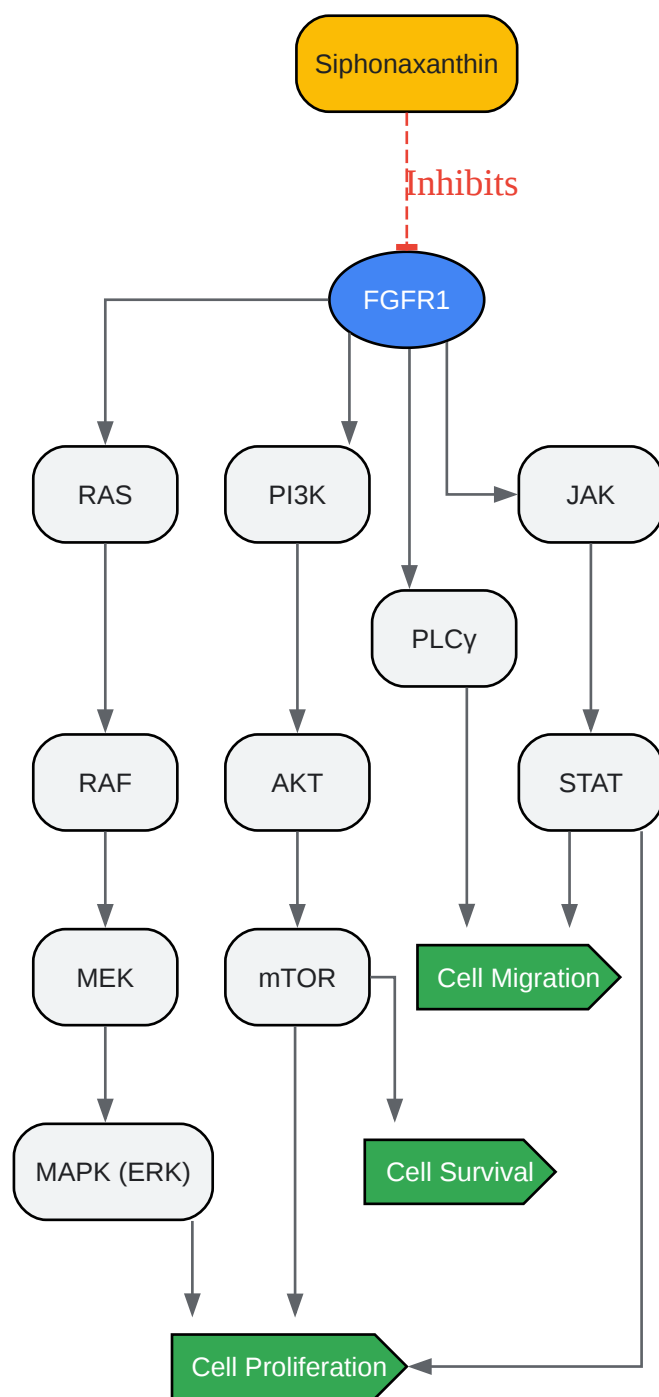 Siphonaxanthin
Inhibits
FGFR1
RAS
PI3K
JAK
PLCγ
RAF
AKT
STAT
MEK
mTOR
Cell Migration
MAPK (ERK)
Cell Survival
Cell Proliferation